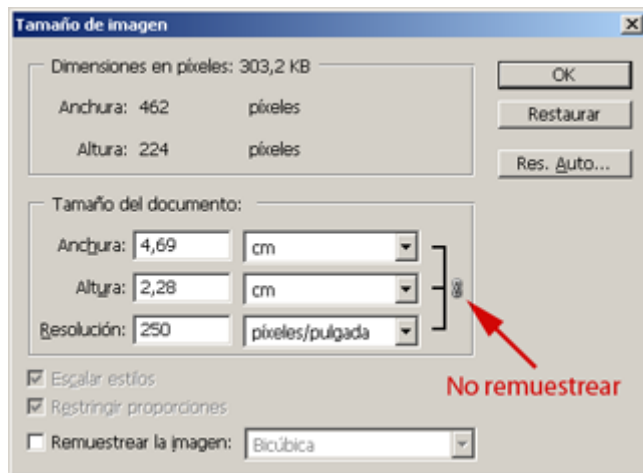 Tamaño de imagen
Dimensiones en píxeles: 303,2 KB
Anchura: 462 píxeles
Altura: 224 píxeles
OK
Restaurar
Res. Auto...
Tamaño del documento:
Anchura: 4,69 cm
Altura: 2,28 cm
Resolución: 250 píxeles/pulgada
No remuestrear
Escalar estilos
Restringir proporciones
Remuestrear la imagen: Bicúbica